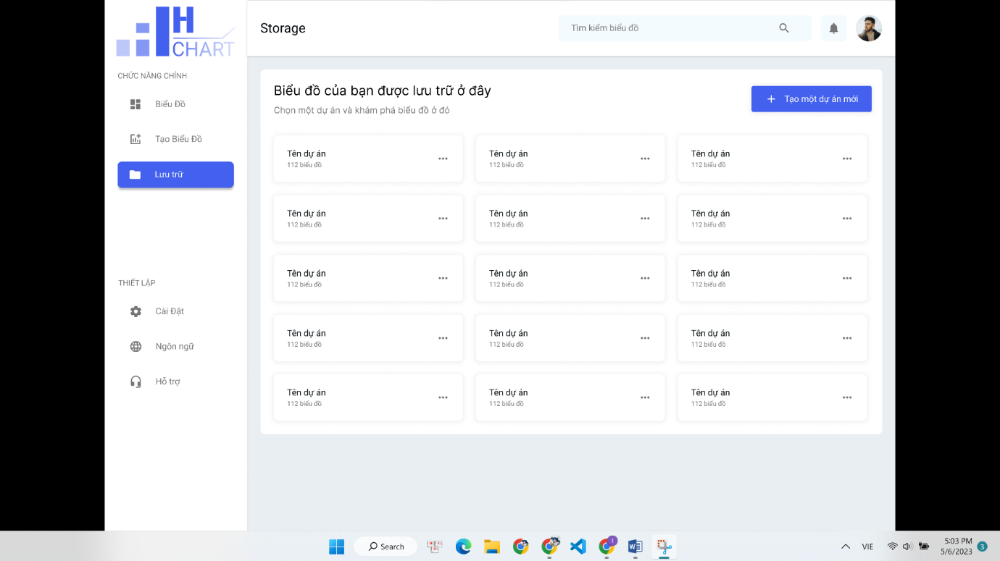 H
CHART
Storage
Tìm kiếm biểu đồ
CHỨC NĂNG CHÍNH
Biểu Đồ
Tạo Biểu Đồ
Lưu trữ
THIẾT LẬP
Cài Đặt
Ngôn ngữ
Hỗ trợ
Biểu đồ của bạn được lưu trữ ở đây
Chọn một dự án và khám phá biểu đồ ở đó
Tạo một dự án mới
Tên dự án
112 biểu đồ
Tên dự án
112 biểu đồ
Tên dự án
112 biểu đồ
Tên dự án
112 biểu đồ
Tên dự án
112 biểu đồ
Tên dự án
112 biểu đồ
Tên dự án
112 biểu đồ
Tên dự án
112 biểu đồ
Tên dự án
112 biểu đồ
Tên dự án
112 biểu đồ
Tên dự án
112 biểu đồ
Tên dự án
112 biểu đồ
Tên dự án
112 biểu đồ
Tên dự án
112 biểu đồ
Tên dự án
112 biểu đồ
Search
1
VIE
5:03 PM
5/6/2023
3